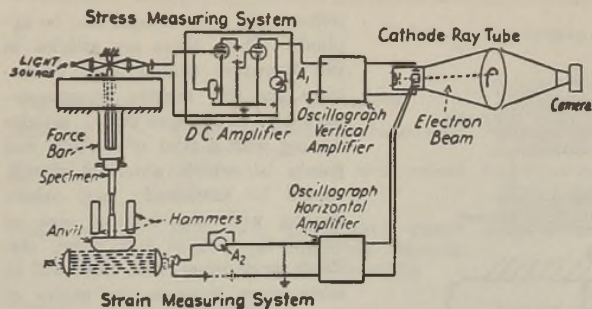 Stress Measuring System
LIGHT
SOURCE
Cathode Ray Tube
A1
D.C. Amplifier
Oscillograph
Vertical
Amplifier
Electron
Beam
Camera
Force
Bar
Specimen
Hammers
Anvil
Oscillograph
Horizontal
Amplifier
A2
Strain Measuring System